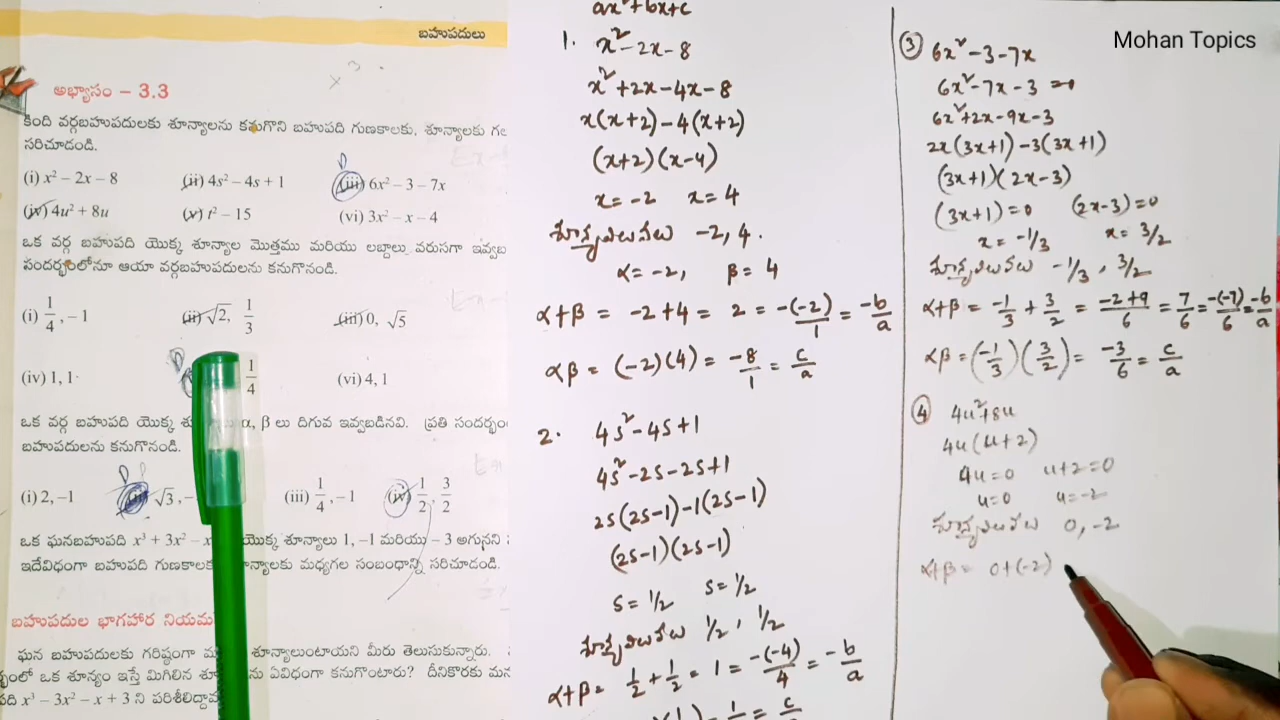 బహుపదులు
x³
అభ్యాసం – 3.3
కింది వర్గబహుపదులకు శూన్యాలను కనుగొని బహుపది గుణకాలకు, శూన్యాలకు
సరిచూడండి.
(i) x² – 2x – 8 (ii) 4s² – 4s + 1 (iii) 6x² – 3 – 7x
(iv) 4u² + 8u (v) t² – 15 (vi) 3x² – x – 4
ఒక వర్గ బహుపది యొక్క శూన్యాల మొత్తము మరియు లబ్దాలు వరుసగా
సందర్భంలోనూ ఆయా వర్గబహుపదులను కనుగొనండి.
(i) 1/4, –1 (ii) √2, 1/3 (iii) 0, √5
(iv) 1, 1 1/4 (vi) 4, 1
ఒక వర్గ బహుపది యొక్క α, β లు దిగువ ఇవ్వబడినవి. ప్రతి
బహుపదులను కనుగొనండి.
(i) 2, –1 √3, – (iii) 1/4, –1 (iv) 1/2, 3/2
ఒక ఘనబహుపది x³ + 3x² – x యొక్క శూన్యాలు 1, –1 మరియు – 3 అగునని
ఇదేవిధంగా బహుపది గుణకాల మధ్యగల సంబంధాన్ని సరిచూడండి.
బహుపదుల భాగహార
ఘన బహుపదులకు గరిష్ఠంగా శూన్యాలుంటాయని మీరు తెలుసుకున్నారు.
ఒక శూన్యం ఇస్తే మిగిలిన ఏవిధంగా కనుగొంటారు? దీనికొరకు
x³ – 3x² – x + 3 ని
ax²+bx+c
1. x²–2x–8
x²+2x–4x–8
x(x+2)–4(x+2)
(x+2)(x–4)
x=–2 x=4
శూన్యవిలువలు –2, 4.
α=–2, β=4
α+β = –2+4 = 2 = –(–2)/1 = –b/a
αβ = (–2)(4) = –8/1 = c/a
2. 4s²–4s+1
4s²–2s–2s+1
2s(2s–1)–1(2s–1)
(2s–1)(2s–1)
s=1/2 s=1/2
శూన్యవిలువలు 1/2, 1/2
α+β= 1/2+1/2 = 1 = –(–4)/4 = –b/a
Mohan Topics
③ 6x²–3–7x
6x²–7x–3=0
6x²+2x–9x–3
2x(3x+1)–3(3x+1)
(3x+1)(2x–3)
(3x+1)=0 (2x–3)=0
x=–1/3 x=3/2
శూన్యవిలువలు –1/3, 3/2
α+β = –1/3 + 3/2 = –2+9/6 = 7/6 = –(–7)/6 = –b/a
αβ = (–1/3)(3/2) = –3/6 = c/a
④ 4u²+8u
4u(u+2)
4u=0 u+2=0
u=0 u=–2
శూన్యవిలువలు 0, –2
α+β= 0+(–2)